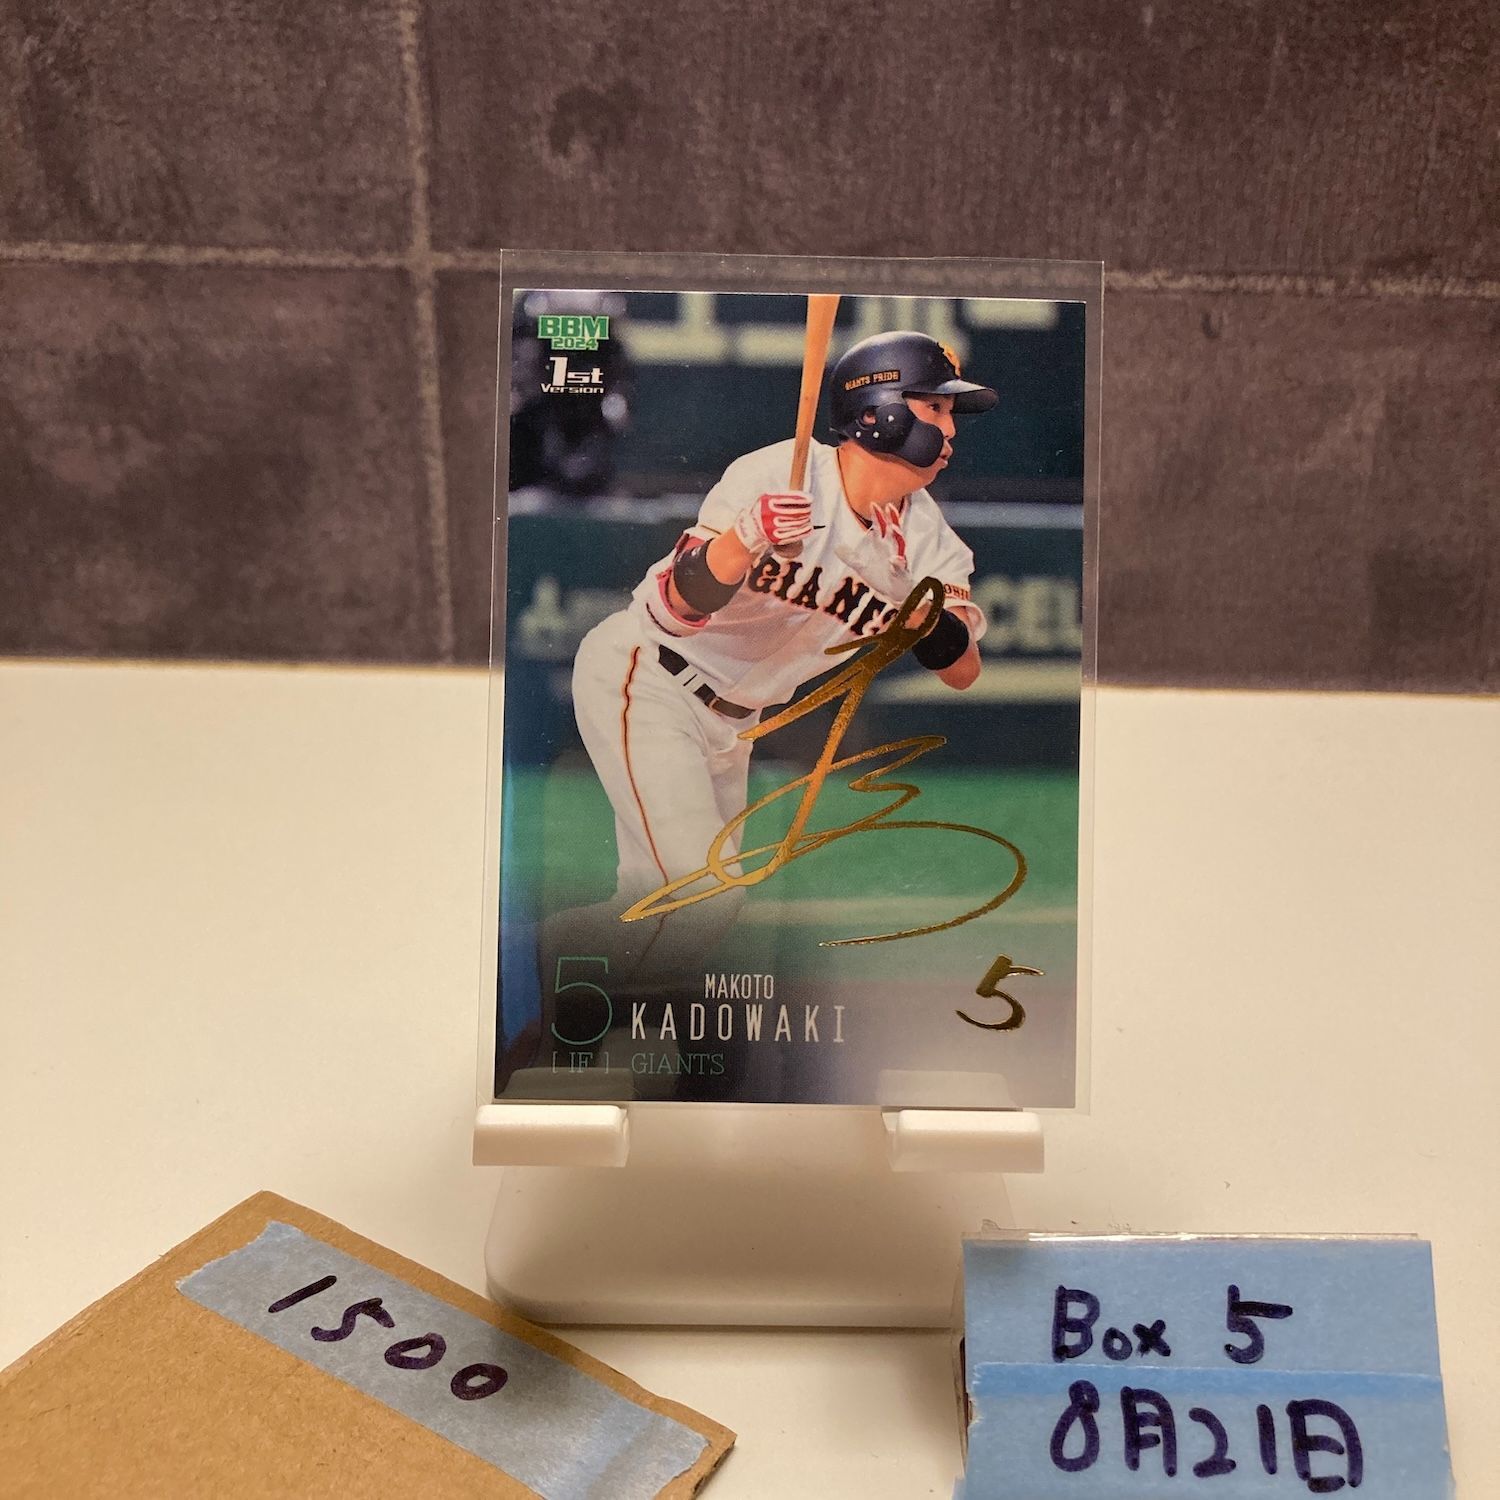 BBM
2024
1st
Version
GIANTS PRIDE
GIANTS
CEL
5
5
MAKOTO
KADOWAKI
[ IF ] GIANTS
1500
Box 5
8月21日